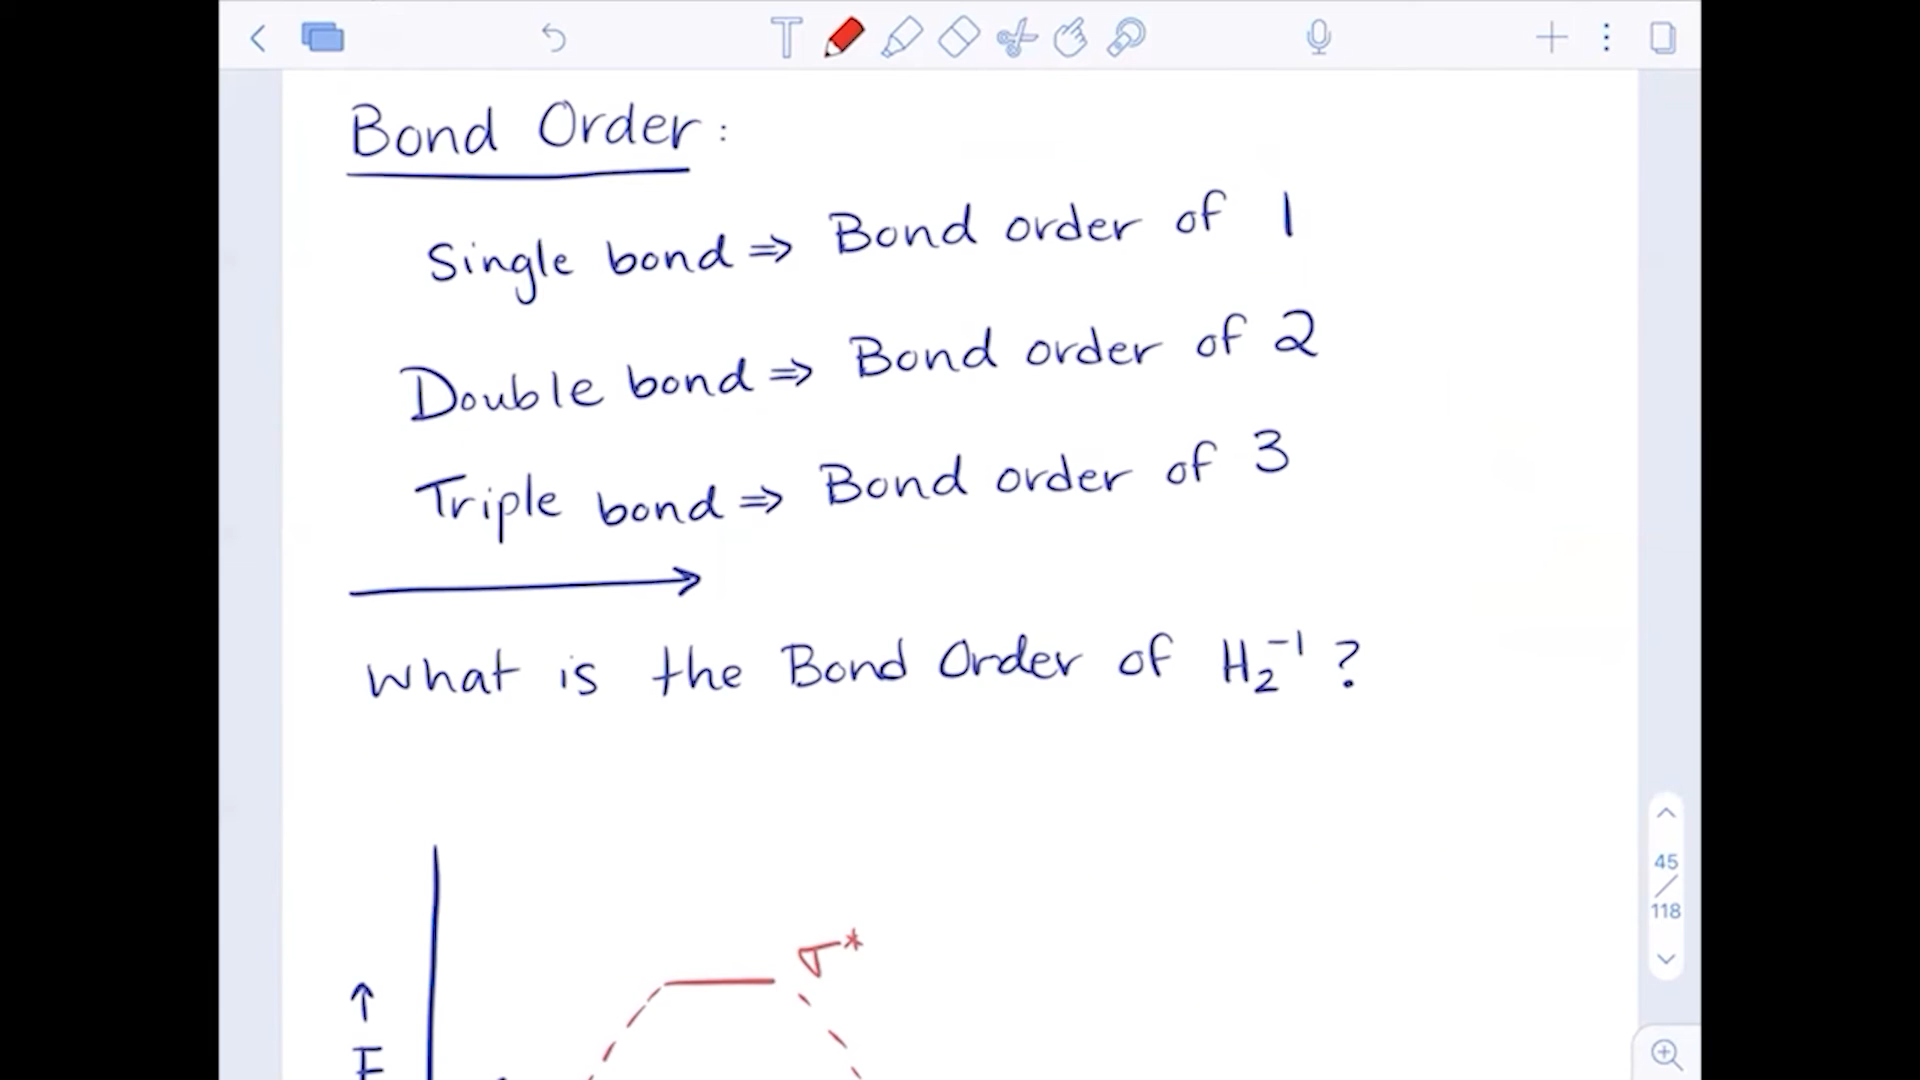 T
Bond Order:
Single bond ⇒ Bond order of 1
Double bond ⇒ Bond order of 2
Triple bond ⇒ Bond order of 3
What is the Bond Order of H₂⁻¹ ?
σ*
↑
E
45
/
118